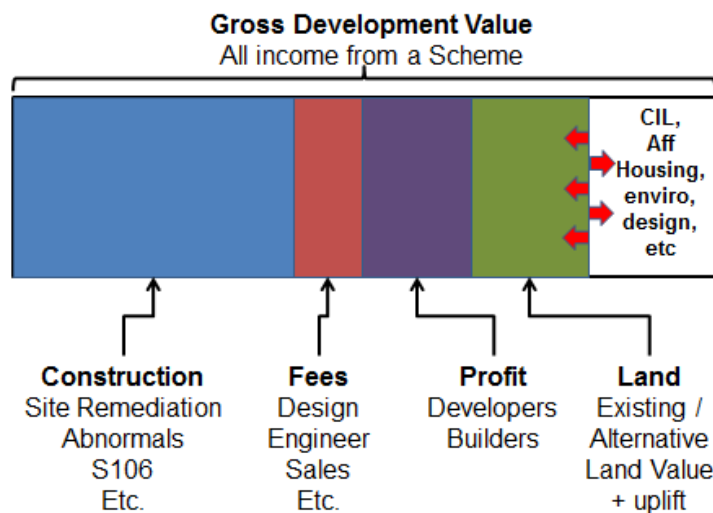 Gross Development Value
All income from a Scheme
CIL,
Aff
Housing,
enviro,
design,
etc
Construction
Site Remediation
Abnormals
S106
Etc.
Fees
Design
Engineer
Sales
Etc.
Profit
Developers
Builders
Land
Existing /
Alternative
Land Value
+ uplift